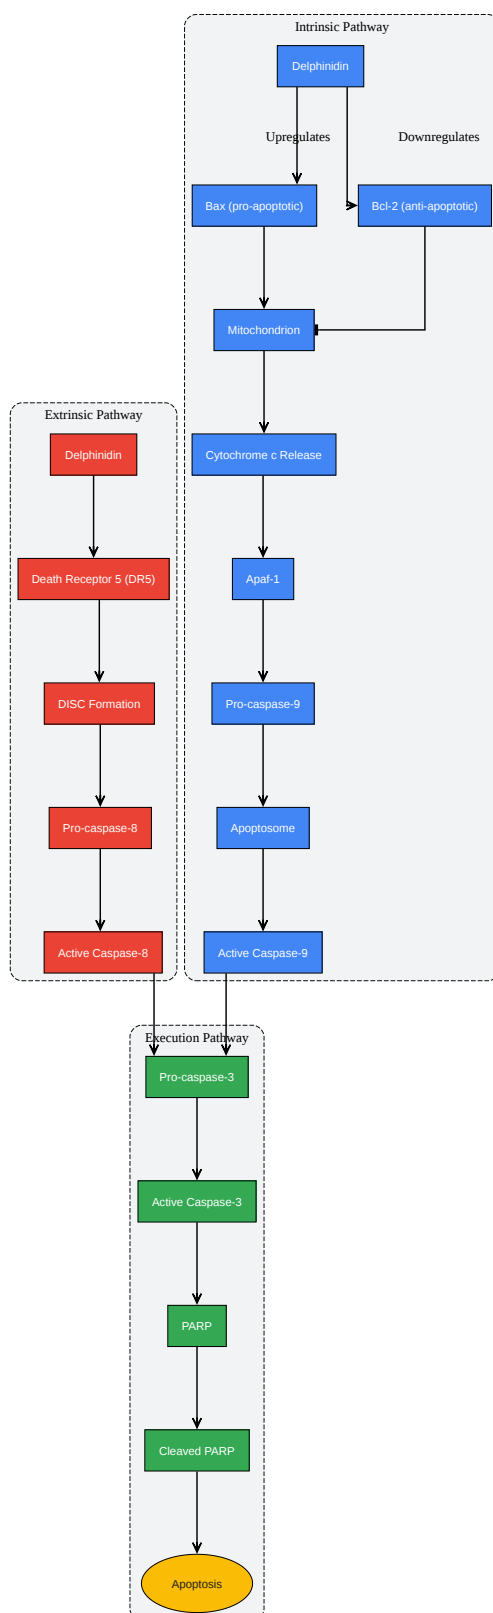 Intrinsic Pathway
Delphinidin
Upregulates
Downregulates
Bax (pro-apoptotic)
Bcl-2 (anti-apoptotic)
Mitochondrion
Cytochrome c Release
Apaf-1
Pro-caspase-9
Apoptosome
Active Caspase-9
Extrinsic Pathway
Delphinidin
Death Receptor 5 (DR5)
DISC Formation
Pro-caspase-8
Active Caspase-8
Execution Pathway
Pro-caspase-3
Active Caspase-3
PARP
Cleaved PARP
Apoptosis